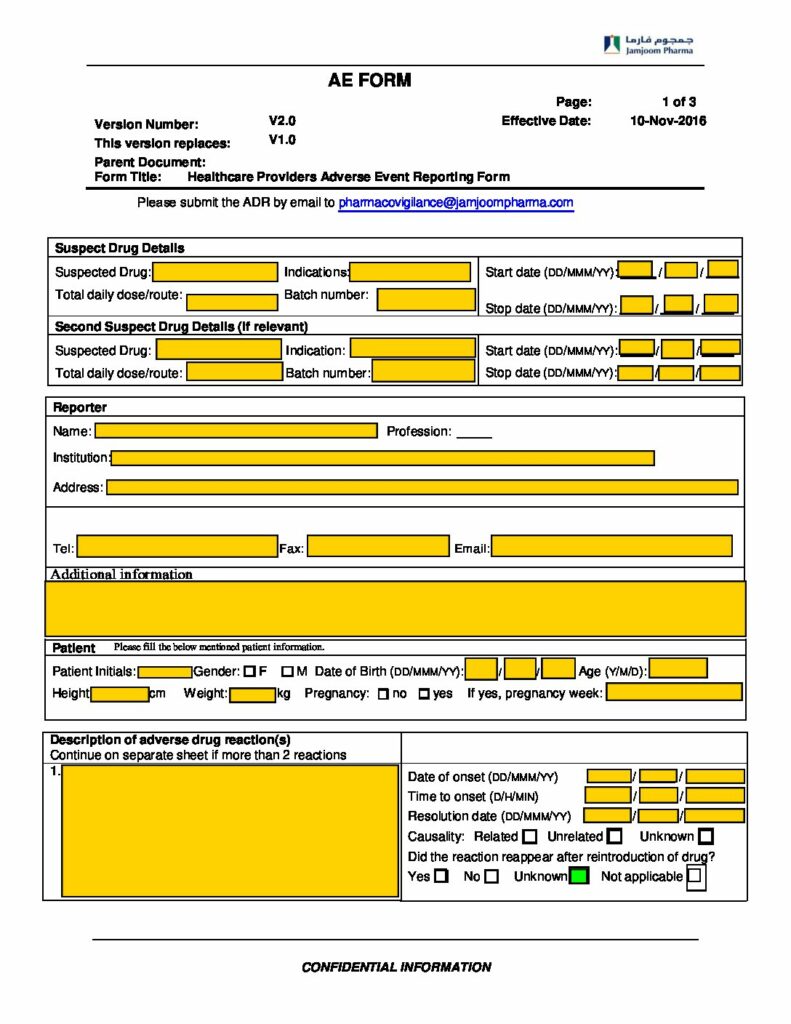 جمجوم فارما
Jamjoom Pharma
AE FORM
Page: 1 of 3
Version Number: V2.0 Effective Date: 10-Nov-2016
This version replaces: V1.0
Parent Document:
Form Title: Healthcare Providers Adverse Event Reporting Form
Please submit the ADR by email to pharmacovigilance@jamjoompharma.com
Suspect Drug Details
Suspected Drug: Indications: Start date (DD/MMM/YY): / /
Total daily dose/route: Batch number: Stop date (DD/MMM/YY): / /
Second Suspect Drug Details (If relevant)
Suspected Drug: Indication: Start date (DD/MMM/YY): / /
Total daily dose/route: Batch number: Stop date (DD/MMM/YY): / /
Reporter
Name: Profession: _____
Institution:
Address:
Tel: Fax: Email:
Additional information
Patient Please fill the below mentioned patient information.
Patient Initials: Gender: ☐ F ☐ M Date of Birth (DD/MMM/YY): / / Age (Y/M/D):
Height cm Weight: kg Pregnancy: ☐ no ☐ yes If yes, pregnancy week:
Description of adverse drug reaction(s)
Continue on separate sheet if more than 2 reactions
1.
Date of onset (DD/MMM/YY) / /
Time to onset (D/H/MIN) / /
Resolution date (DD/MMM/YY) / /
Causality: Related ☐ Unrelated ☐ Unknown ☐
Did the reaction reappear after reintroduction of drug?
Yes ☐ No ☐ Unknown ☐ Not applicable ☐
CONFIDENTIAL INFORMATION